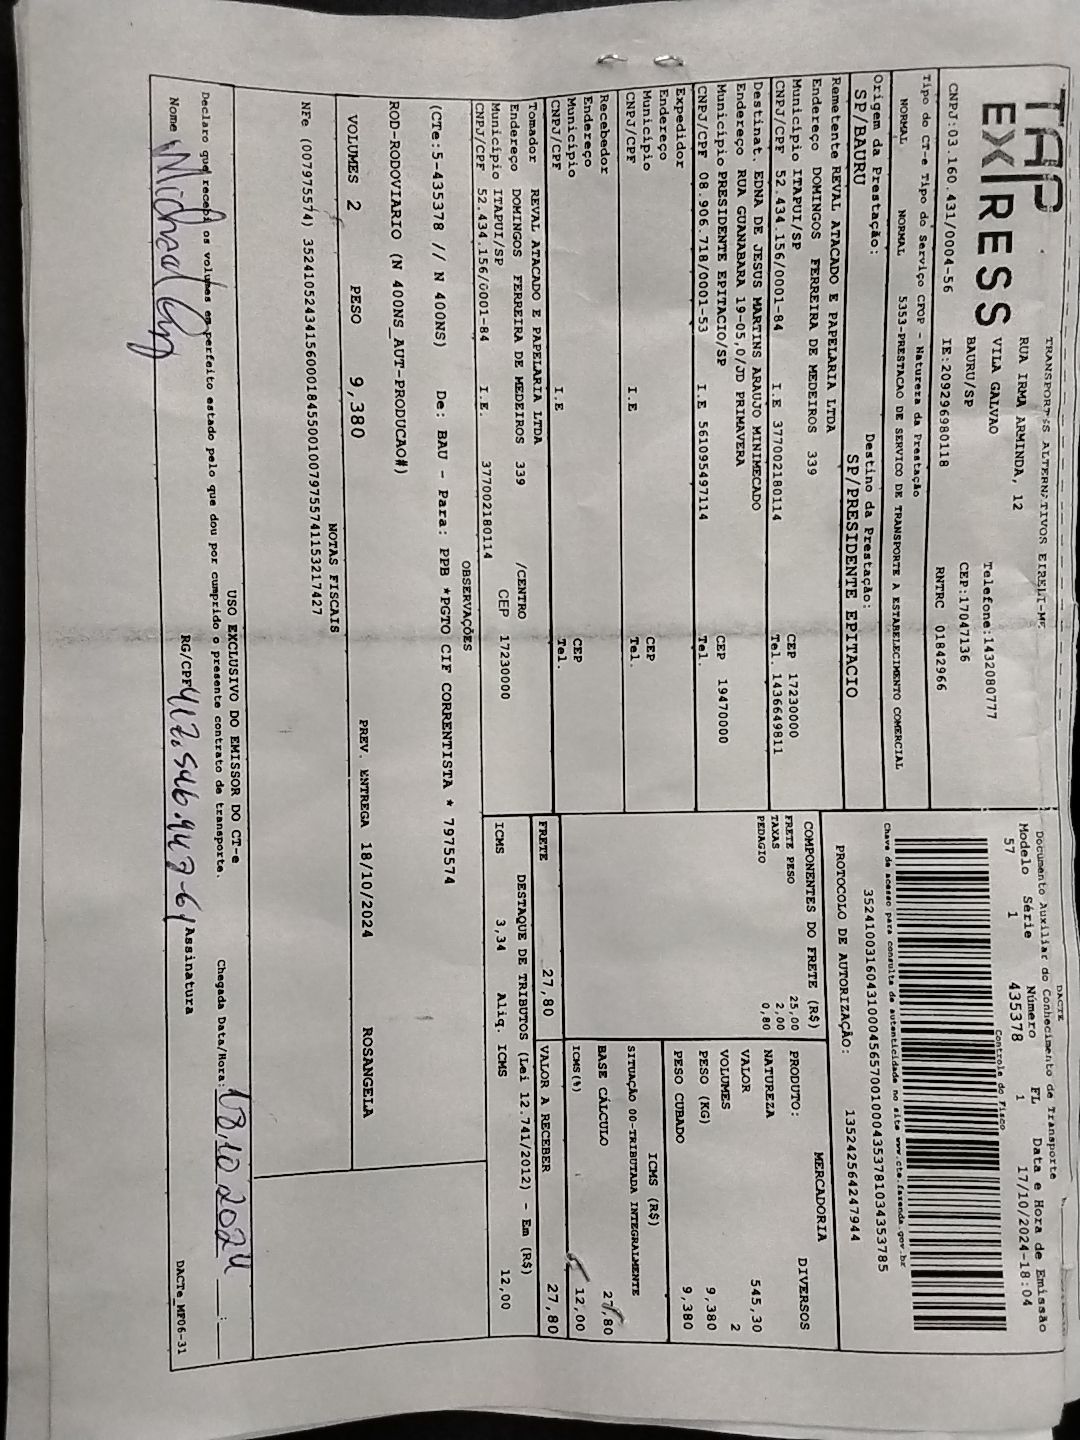 TAP
EXPRESS
TRANSPORTES ALTERNATIVOS EIRELI-ME
RUA IRMA ARMINDA, 12
VILA GALVAO
BAURU/SP
Telefone:1432080777
CEP:17047136
CNPJ:03.160.431/0004-56 IE:209296980118 RNTRC 01842966
DACTE
Documento Auxiliar do Conhecimento de Transporte
Modelo Série Número FL Data e Hora de Emissão
57 1 435378 1 17/10/2024-18:04
Controle do Fisco
Tipo do CT-e Tipo do Serviço CFOP - Natureza da Prestação
NORMAL NORMAL 5353-PRESTACAO DE SERVICO DE TRANSPORTE A ESTABELECIMENTO COMERCIAL
Chave de acesso para consulta de autenticidade no site www.cte.fazenda.gov.br
35241003160431000456570010004353781034353785
PROTOCOLO DE AUTORIZAÇÃO: 135242564247944
Origem da Prestação: Destino da Prestação:
SP/BAURU SP/PRESIDENTE EPITACIO
Remetente REVAL ATACADO E PAPELARIA LTDA
Endereço DOMINGOS FERREIRA DE MEDEIROS 339
Município ITAPUI/SP CEP 17230000
CNPJ/CPF 52.434.156/0001-84 I.E 377002180114 Tel. 1436649811
Destinat. EDNA DE JESUS MARTINS ARAUJO MINIMECADO
Endereço RUA GUANABARA 19-05,0/JD PRIMAVERA
Município PRESIDENTE EPITACIO/SP CEP 19470000
CNPJ/CPF 08.906.718/0001-53 I.E 561095497114 Tel.
Expedidor
Endereço
Município CEP
CNPJ/CPF I.E Tel.
Recebedor
Endereço
Município CEP
CNPJ/CPF I.E Tel.
Tomador REVAL ATACADO E PAPELARIA LTDA
Endereço DOMINGOS FERREIRA DE MEDEIROS 339 /CENTRO
Município ITAPUI/SP CEP 17230000
CNPJ/CPF 52.434.156/0001-84 I.E. 377002180114
COMPONENTES DO FRETE (R$)
FRETE PESO 25,00
TAXAS 2,00
PEDAGIO 0,80
MERCADORIA
PRODUTO: DIVERSOS
NATUREZA
VALOR 545,30
VOLUMES 2
PESO (KG) 9,380
PESO CUBADO 9,380
ICMS (R$)
SITUAÇÃO 00-TRIBUTADA INTEGRALMENTE
BASE CÁLCULO 27,80
ICMS(%) 12,00
FRETE 27,80 VALOR A RECEBER 27,80
DESTAQUE DE TRIBUTOS (Lei 12.741/2012) - Em (R$)
ICMS 3,34 Aliq. ICMS 12,00
OBSERVAÇÕES
(CTe:5-435378 // N 400NS) De: BAU - Para: PPB *PGTO CIF CORRENTISTA * 7975574
ROD-RODOVIARIO (N 400NS_AUT-PRODUCAO#)
VOLUMES 2 PESO 9,380 PREV. ENTREGA 18/10/2024 ROSANGELA
NOTAS FISCAIS
NFe (007975574) 35241052434156000184550010079755741153217427
USO EXCLUSIVO DO EMISSOR DO CT-e
Declaro que recebi os volumes em perfeito estado pelo que dou por cumprido o presente contrato de transporte. Chegada Data/Hora: 18.10 2024 __:__
Nome RG/CPF 412.546.947-61 Assinatura
DACTe_MF06-31